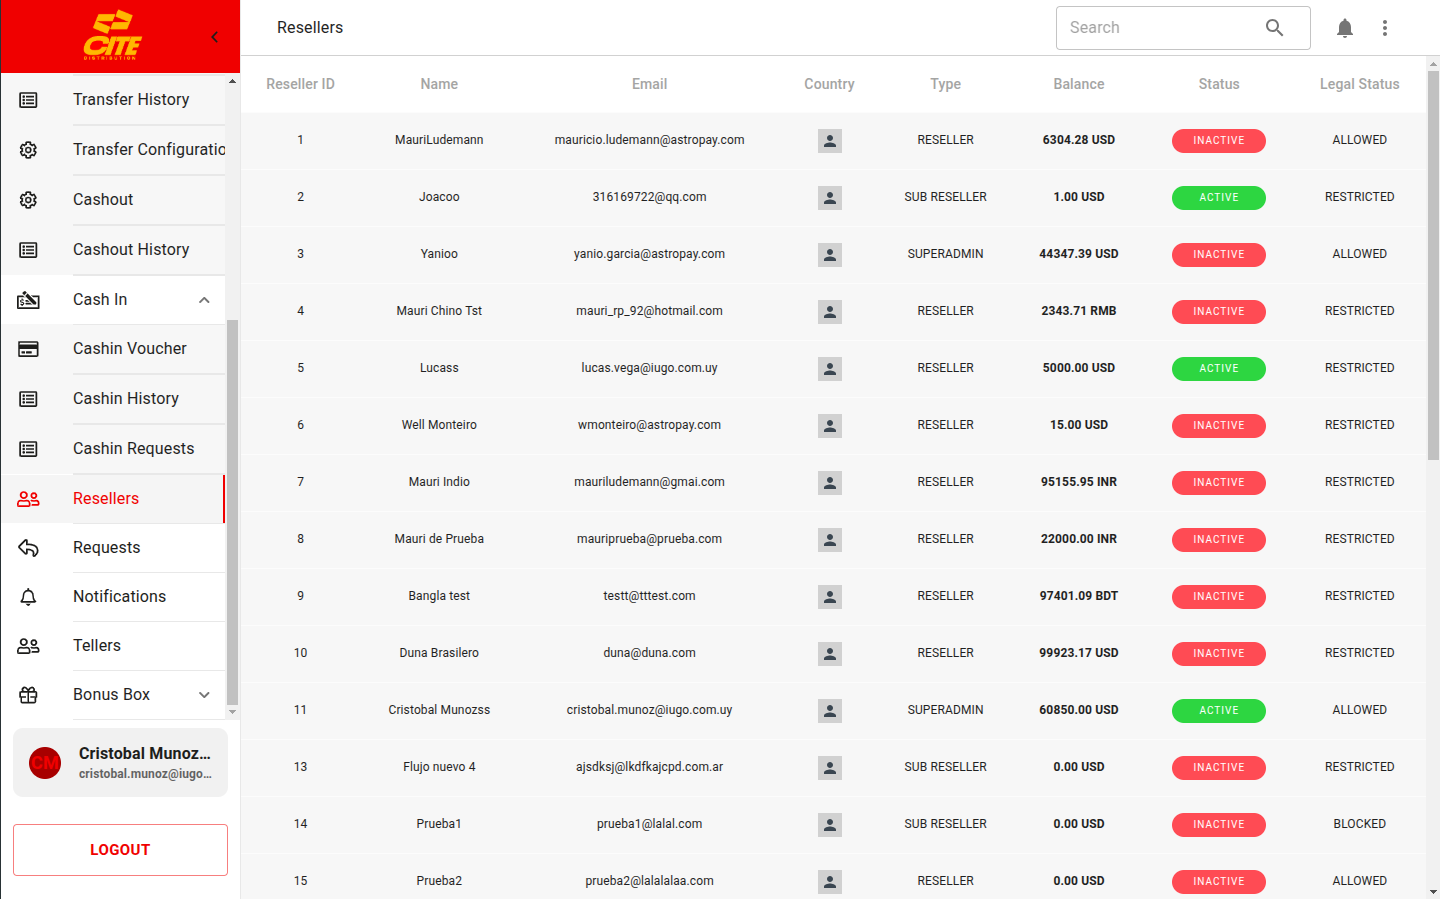 CITE
DISTRIBUTION
Resellers
Search
Transfer History
Transfer Configuratio
Cashout
Cashout History
Cash In
Cashin Voucher
Cashin History
Cashin Requests
Resellers
Requests
Notifications
Tellers
Bonus Box
CM
Cristobal Munoz...
cristobal.munoz@iugo...
LOGOUT
Reseller ID Name Email Country Type Balance Status Legal Status
1 MauriLudemann mauricio.ludemann@astropay.com RESELLER 6304.28 USD INACTIVE ALLOWED
2 Joacoo 316169722@qq.com SUB RESELLER 1.00 USD ACTIVE RESTRICTED
3 Yanioo yanio.garcia@astropay.com SUPERADMIN 44347.39 USD INACTIVE ALLOWED
4 Mauri Chino Tst mauri_rp_92@hotmail.com RESELLER 2343.71 RMB INACTIVE RESTRICTED
5 Lucass lucas.vega@iugo.com.uy RESELLER 5000.00 USD ACTIVE RESTRICTED
6 Well Monteiro wmonteiro@astropay.com RESELLER 15.00 USD INACTIVE RESTRICTED
7 Mauri Indio mauriludemann@gmai.com RESELLER 95155.95 INR INACTIVE RESTRICTED
8 Mauri de Prueba mauriprueba@prueba.com RESELLER 22000.00 INR INACTIVE RESTRICTED
9 Bangla test testt@tttest.com RESELLER 97401.09 BDT INACTIVE RESTRICTED
10 Duna Brasilero duna@duna.com RESELLER 99923.17 USD INACTIVE RESTRICTED
11 Cristobal Munozss cristobal.munoz@iugo.com.uy SUPERADMIN 60850.00 USD ACTIVE ALLOWED
13 Flujo nuevo 4 ajsdksj@lkdfkajcpd.com.ar SUB RESELLER 0.00 USD INACTIVE RESTRICTED
14 Prueba1 prueba1@lalal.com SUB RESELLER 0.00 USD INACTIVE BLOCKED
15 Prueba2 prueba2@lalalalaa.com RESELLER 0.00 USD INACTIVE ALLOWED